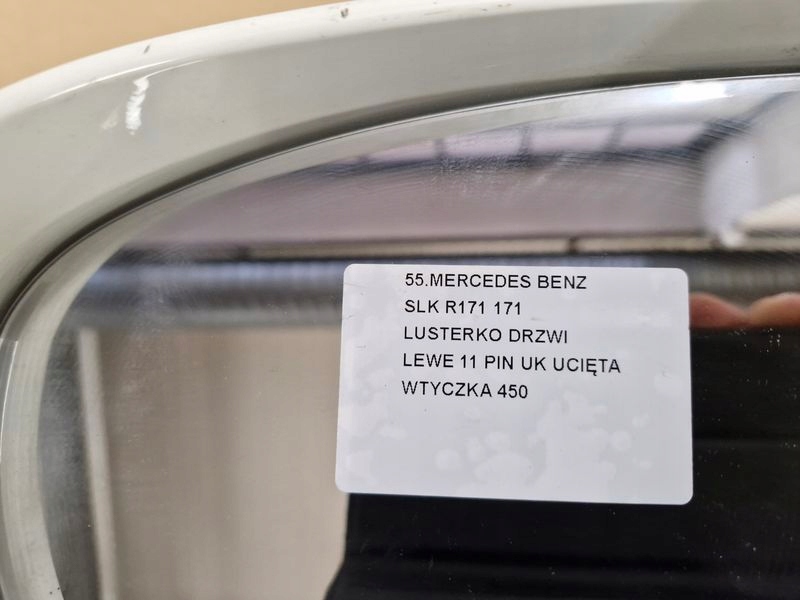 55.MERCEDES BENZ
SLK R171 171
LUSTERKO DRZWI
LEWE 11 PIN UK UCIĘTA
WTYCZKA 450